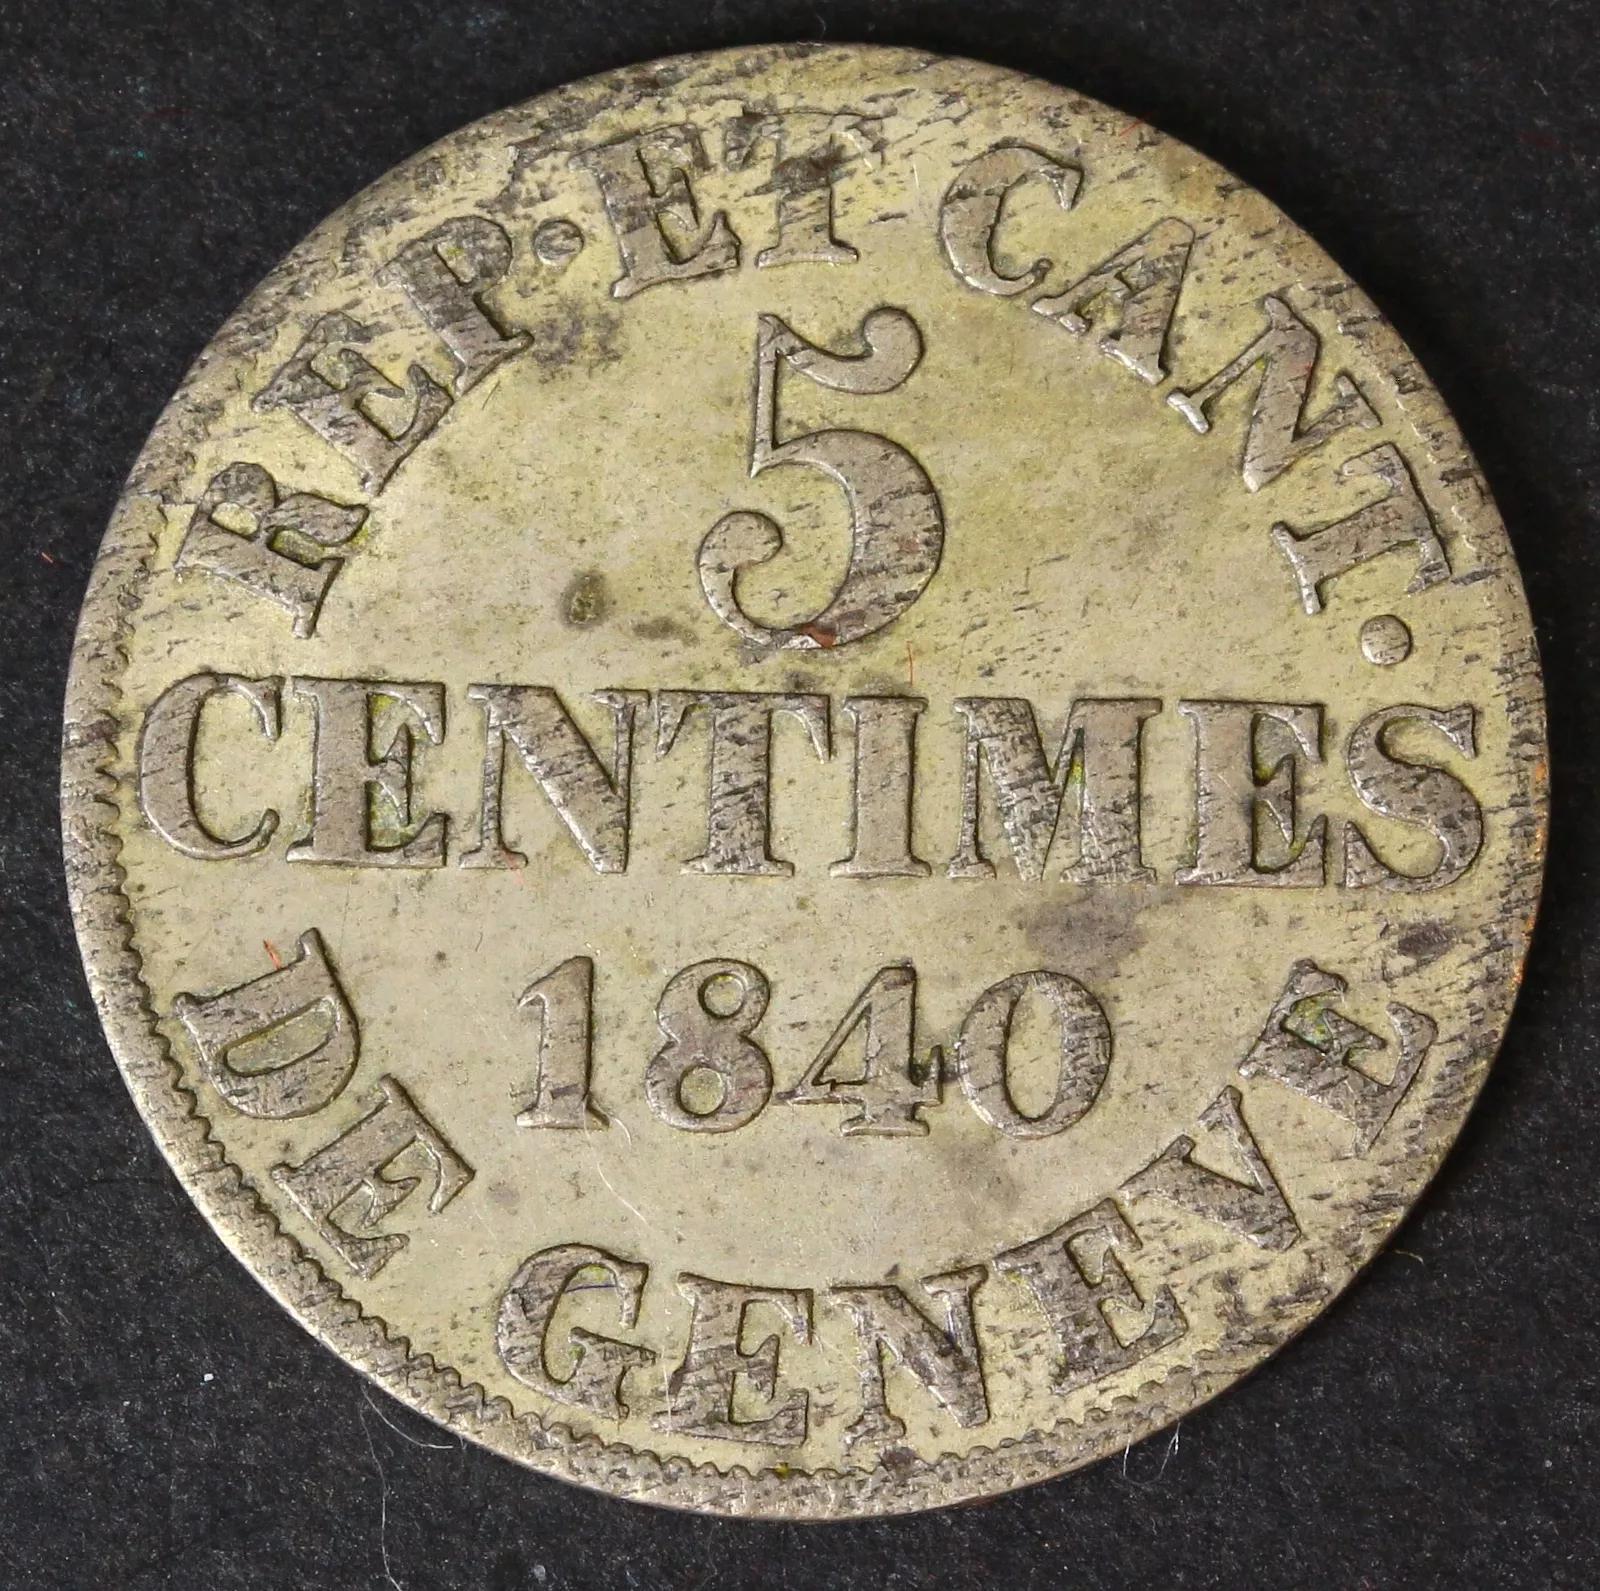 REP · ET CANT ·
5
CENTIMES
1840
DE GENEVE